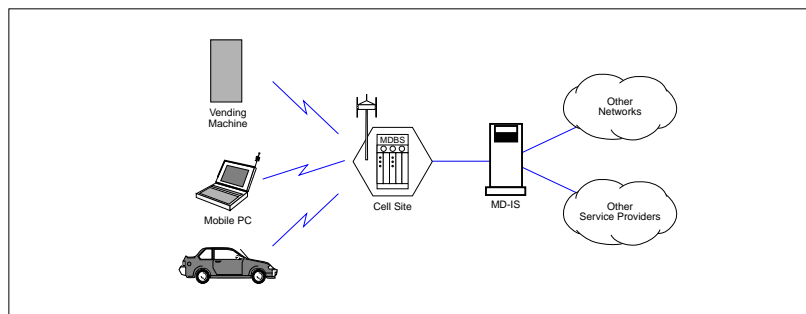 Vending
Machine
Mobile PC
MDBS
Cell Site
MD-IS
Other
Networks
Other
Service Providers